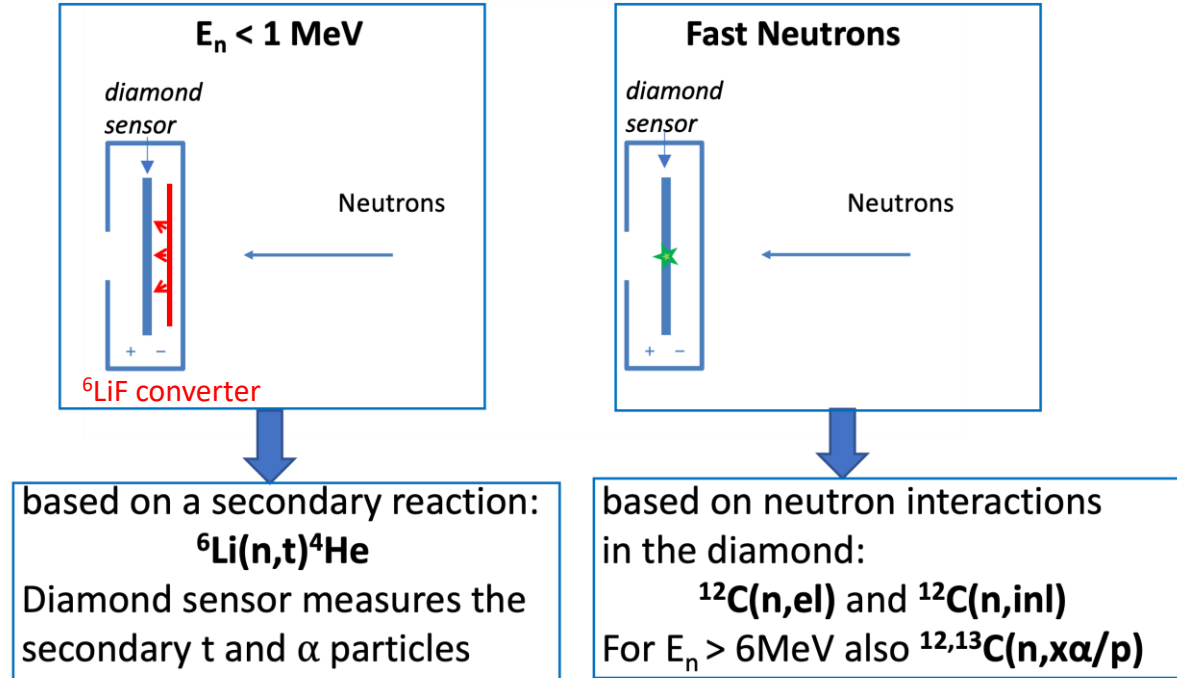 Eₙ < 1 MeV
diamond
sensor
Neutrons
+ −
⁶LiF converter
based on a secondary reaction:
⁶Li(n,t)⁴He
Diamond sensor measures the
secondary t and α particles
Fast Neutrons
diamond
sensor
Neutrons
+ −
based on neutron interactions
in the diamond:
¹²C(n,el) and ¹²C(n,inl)
For Eₙ > 6MeV also ¹²,¹³C(n,xα/p)